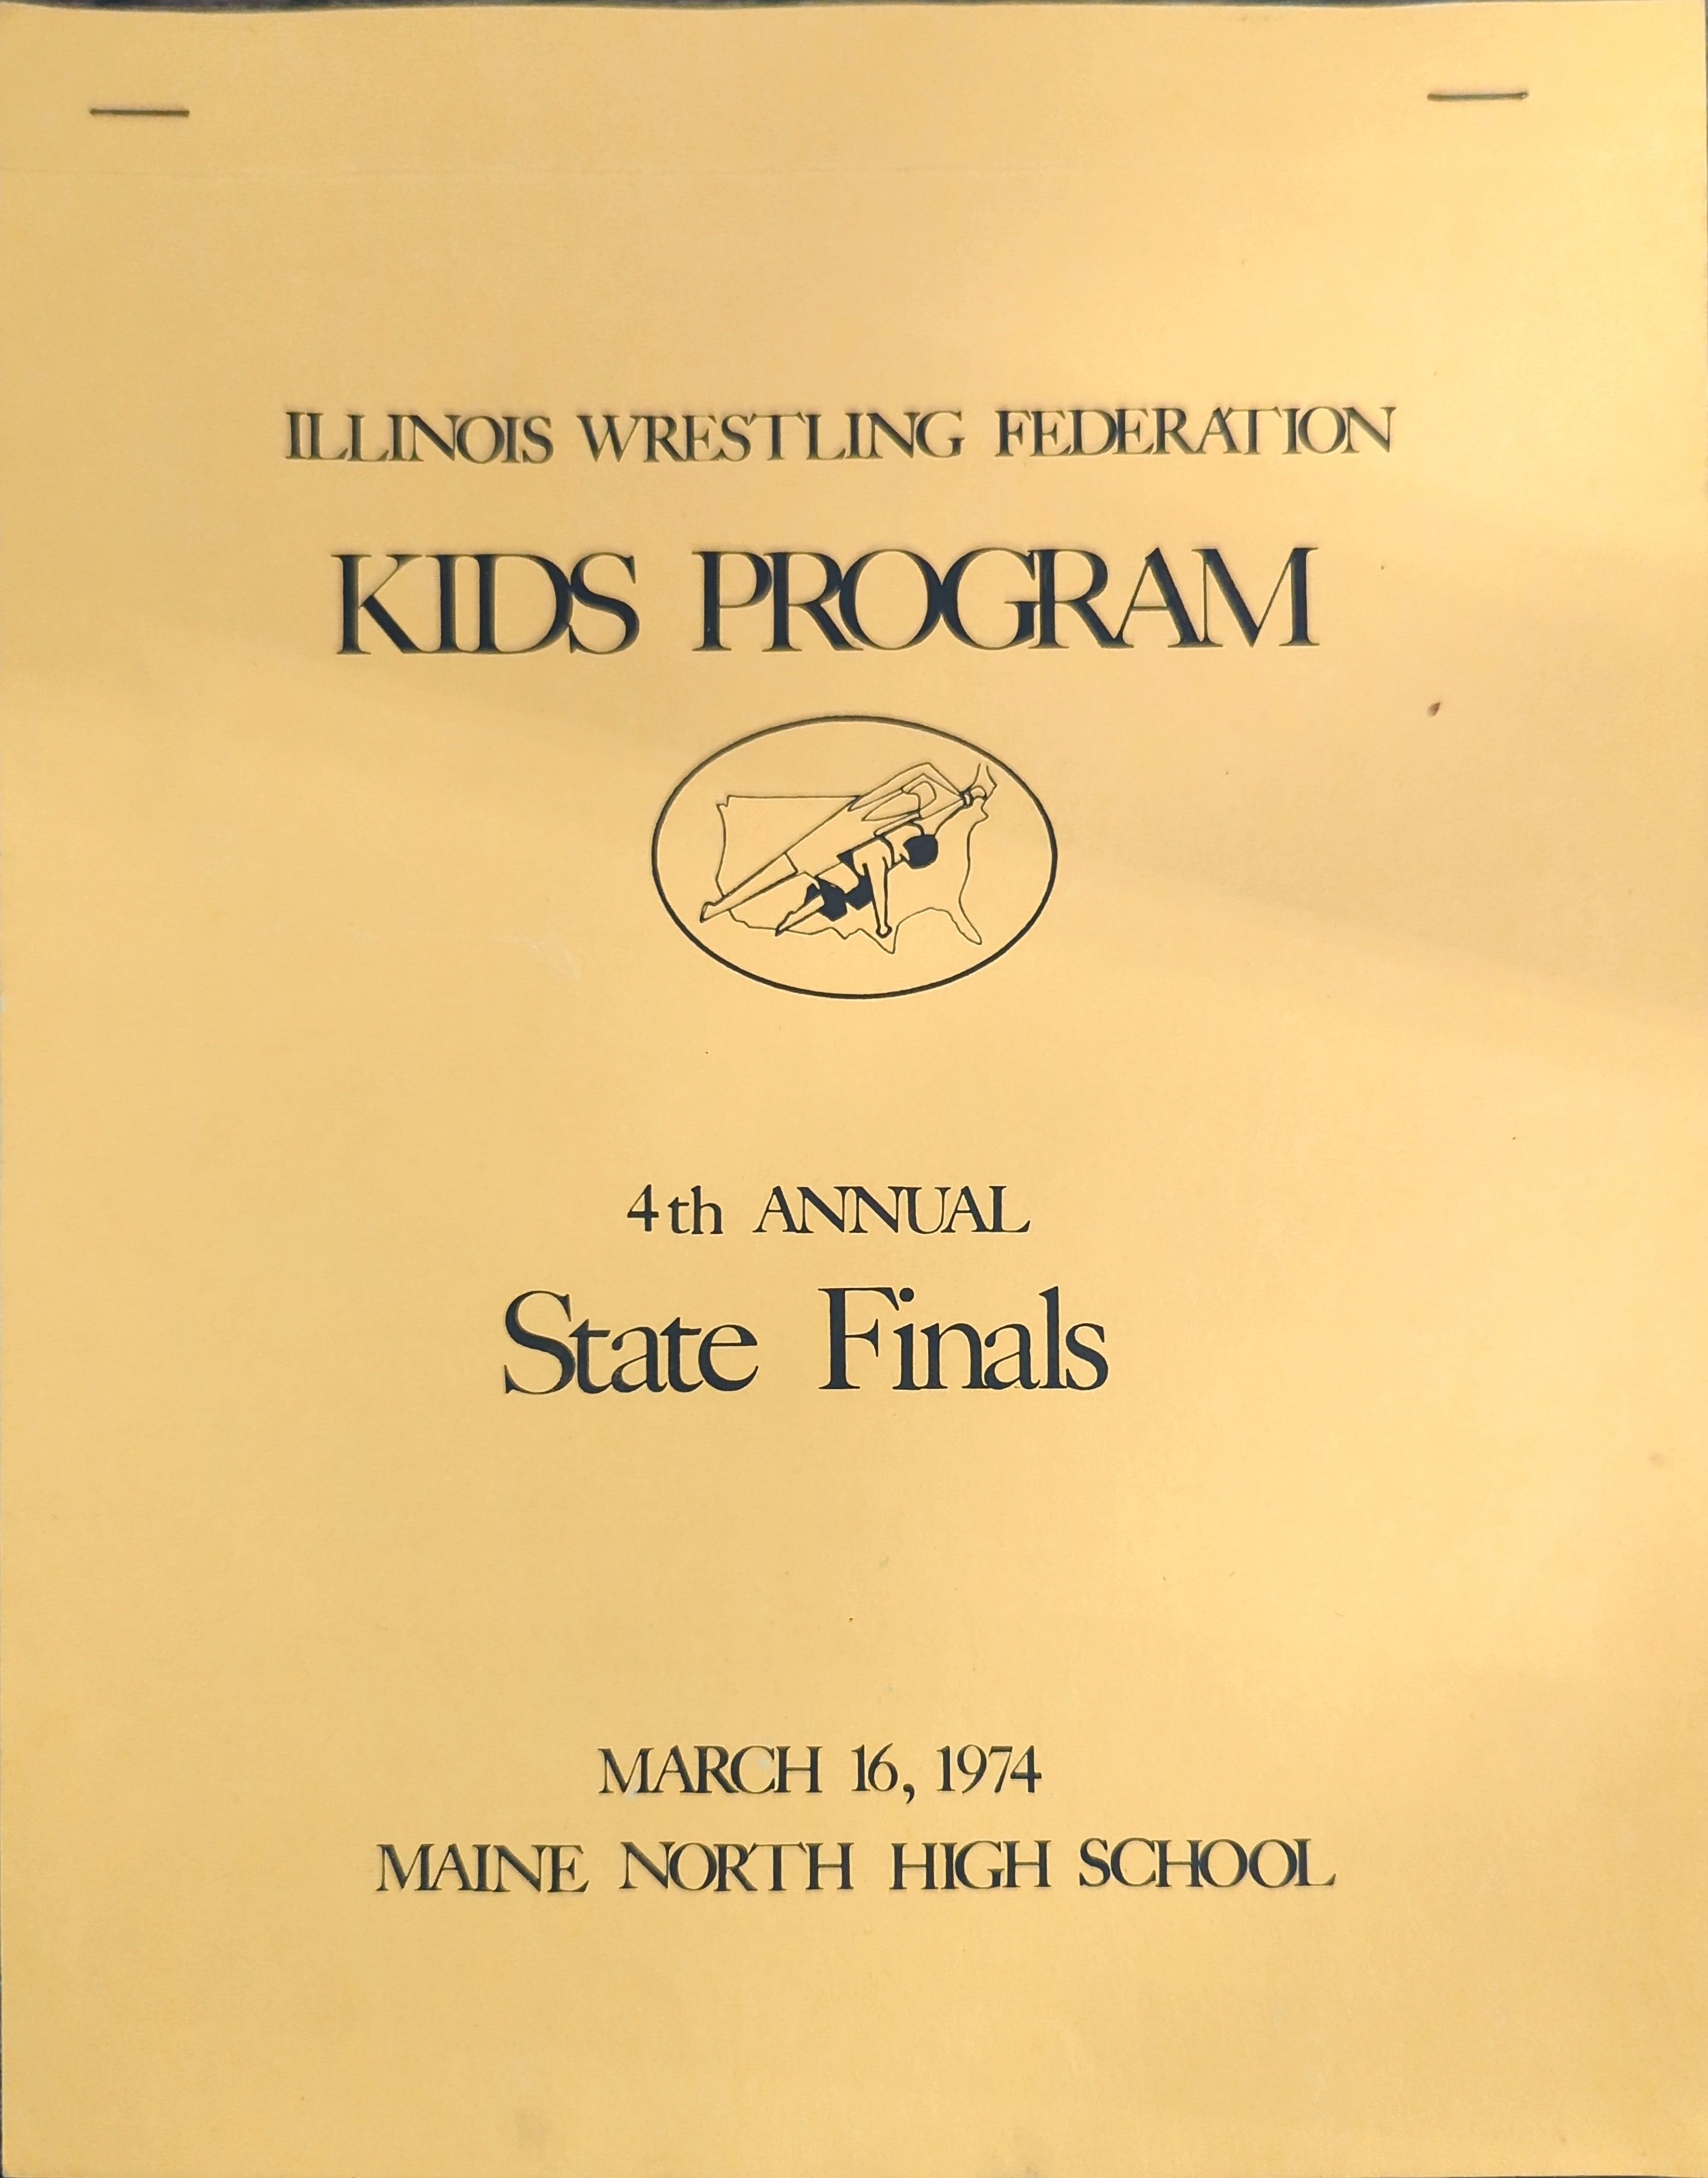 ILLINOIS WRESTLING FEDERATION
KIDS PROGRAM
4th ANNUAL
State Finals
MARCH 16, 1974
MAINE NORTH HIGH SCHOOL